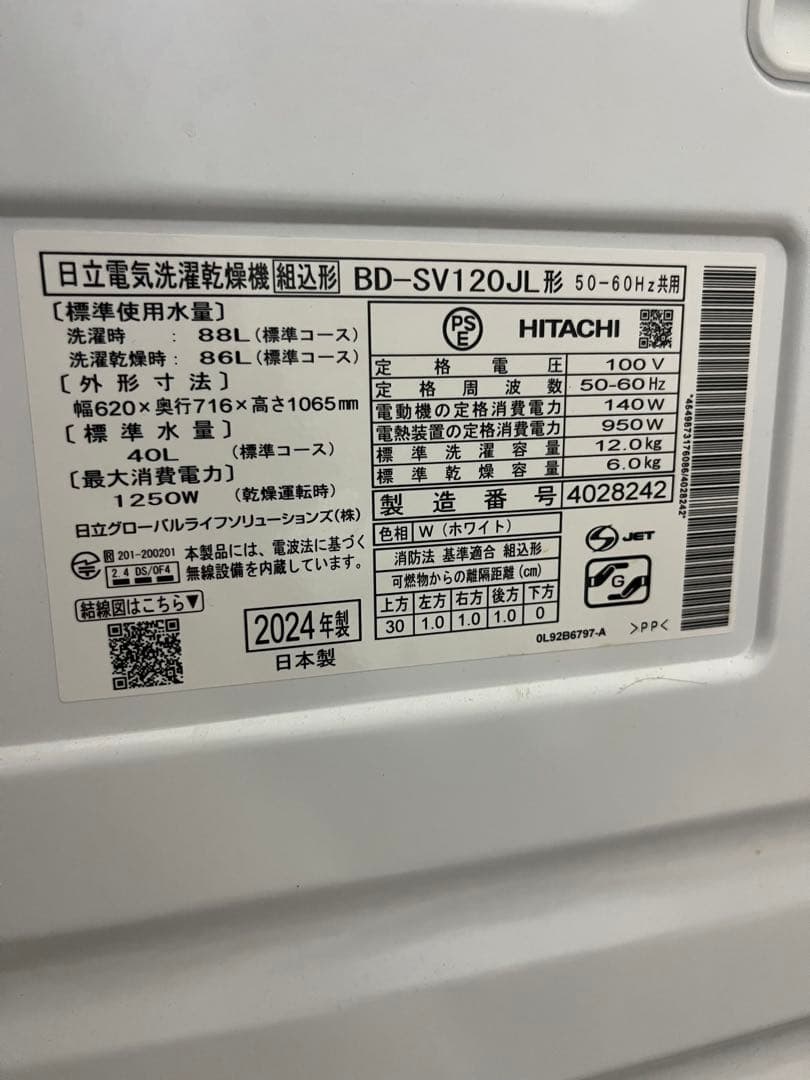 日立電気洗濯乾燥機 組込形 BD-SV120JL形 50-60Hz共用
〔標準使用水量〕
洗濯時 : 88L(標準コース)
洗濯乾燥時: 86L(標準コース)
〔外形寸法〕
幅620×奥行716×高さ1065mm
〔標準水量〕
40L (標準コース)
〔最大消費電力〕
1250W (乾燥運転時)
日立グローバルライフソリューションズ(株)
R 201-200201
2.4 DS/OF4
本製品には、電波法に基づく
無線設備を内蔵しています。
結線図はこちら▼
2024年製
日本製
PSE HITACHI
定格電圧 100V
定格周波数 50-60Hz
電動機の定格消費電力 140W
電熱装置の定格消費電力 950W
標準洗濯容量 12.0kg
標準乾燥容量 6.0kg
製造番号 4028242
色相 W (ホワイト)
消防法 基準適合 組込形
可燃物からの離隔距離(cm)
上方 左方 右方 後方 下方
30 1.0 1.0 1.0 0
S JET
G
0L92B6797-A >PP<
*4549873176086/4028242*